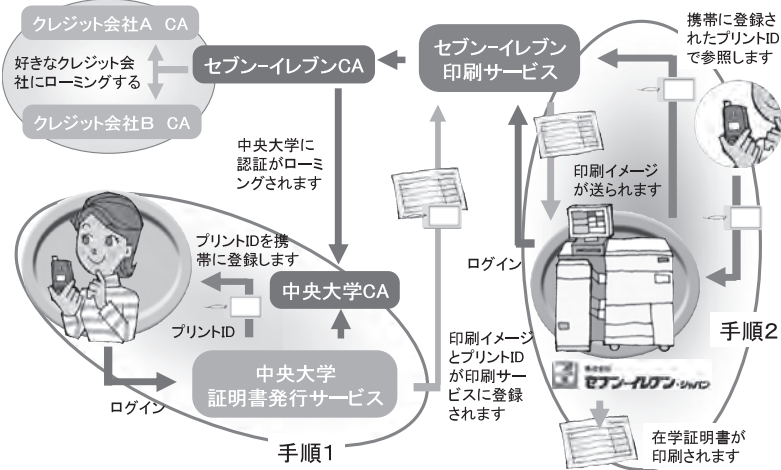 クレジット会社A CA
好きなクレジット会
社にローミングする
クレジット会社B CA
セブン−イレブンCA
セブン−イレブン
印刷サービス
携帯に登録さ
れたプリントID
で参照します
中央大学に
認証がローミ
ングされます
印刷イメージ
が送られます
プリントIDを携
帯に登録します
ログイン
中央大学CA
プリントID
印刷イメージ
とプリントID
が印刷サー
ビスに登録
されます
手順2
中央大学
証明書発行サービス
ログイン
手順1
株式会社
セブン−イレブン・ジャパン
在学証明書が
印刷されます